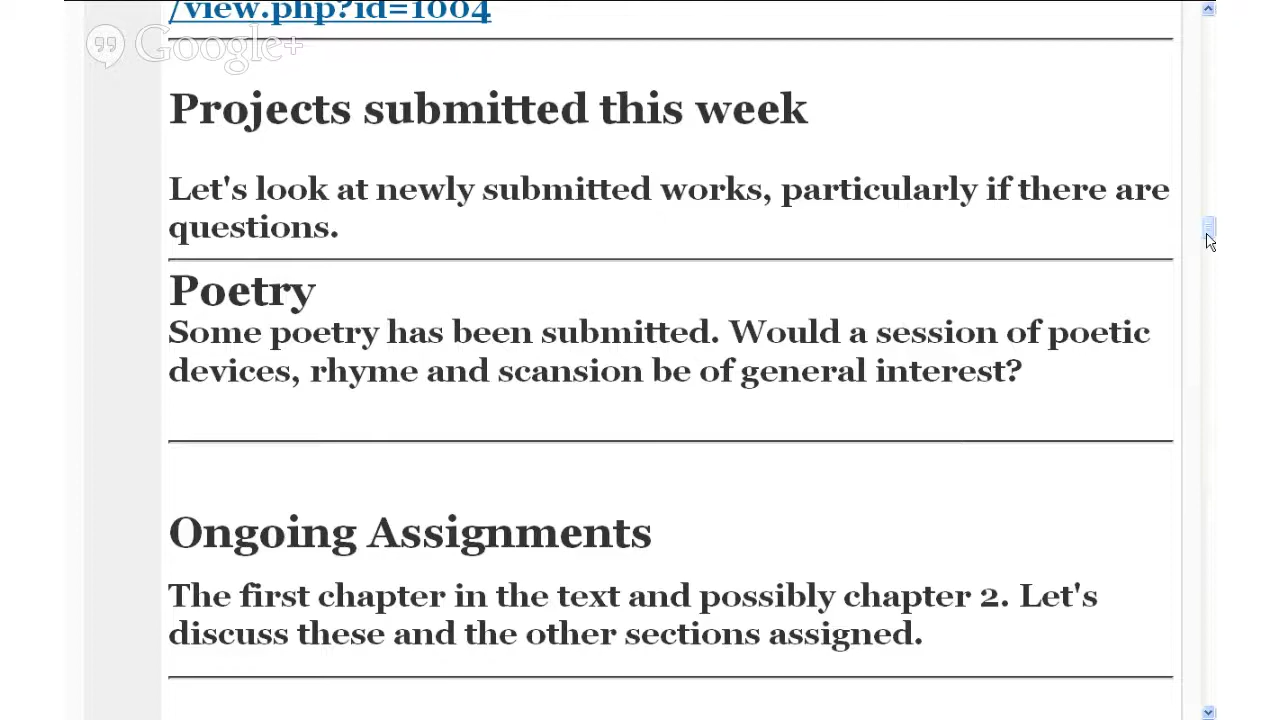 /view.php?id=1004
Google+
Projects submitted this week
Let's look at newly submitted works, particularly if there are
questions.
Poetry
Some poetry has been submitted. Would a session of poetic
devices, rhyme and scansion be of general interest?
Ongoing Assignments
The first chapter in the text and possibly chapter 2. Let's
discuss these and the other sections assigned.